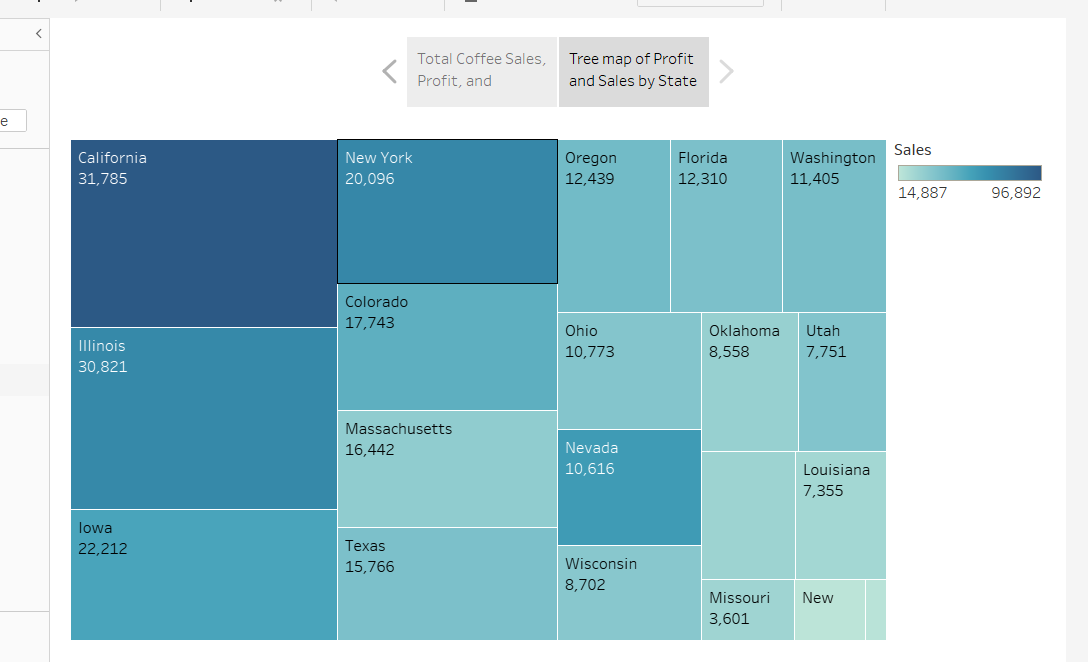 e
Total Coffee Sales,
Profit, and
Tree map of Profit
and Sales by State
California
31,785
Illinois
30,821
Iowa
22,212
New York
20,096
Colorado
17,743
Massachusetts
16,442
Texas
15,766
Oregon
12,439
Florida
12,310
Washington
11,405
Ohio
10,773
Nevada
10,616
Wisconsin
8,702
Oklahoma
8,558
Utah
7,751
Louisiana
7,355
Missouri
3,601
New
Sales
14,887 96,892